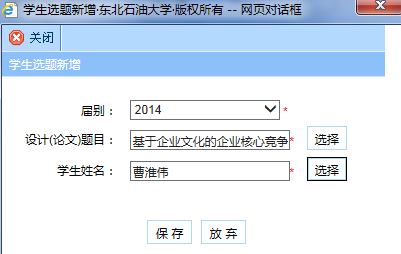 学生选题新增·东北石油大学·版权所有 -- 网页对话框
关闭
学生选题新增
届别： 2014 *
设计(论文)题目： 基于企业文化的企业核心竞争* 选择
学生姓名： 曹淮伟 * 选择
保 存 放 弃